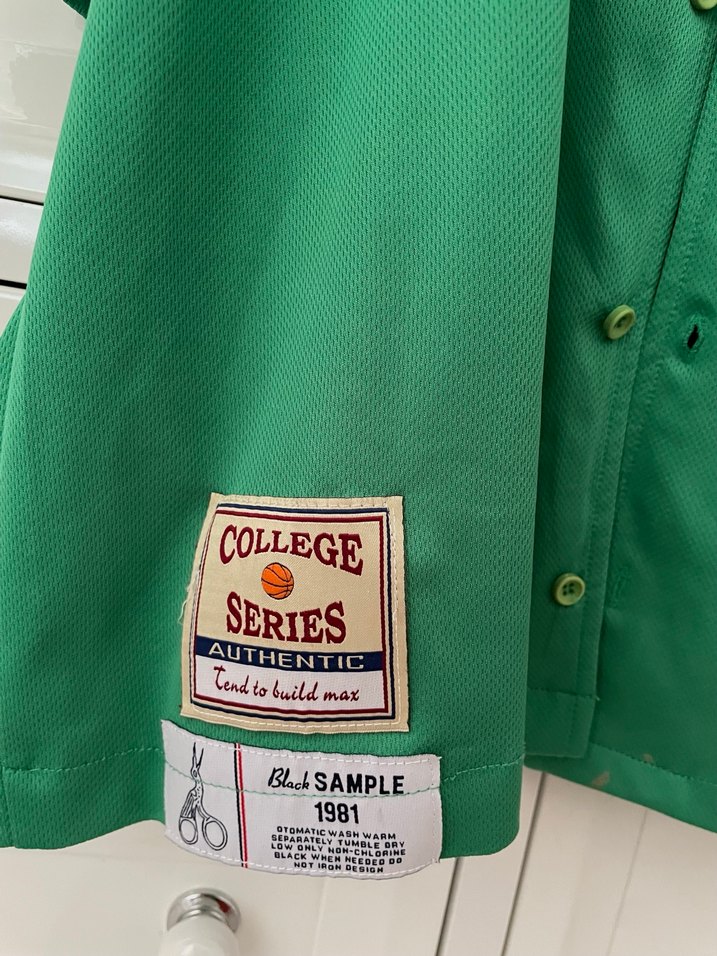 COLLEGE
SERIES
AUTHENTIC
Tend to build max
Black SAMPLE
1981
OTOMATIC WASH WARM
SEPARATELY TUMBLE DRY
LOW ONLY NON-CHLORINE
BLACK WHEN NEEDED DO
NOT IRON DESIGN